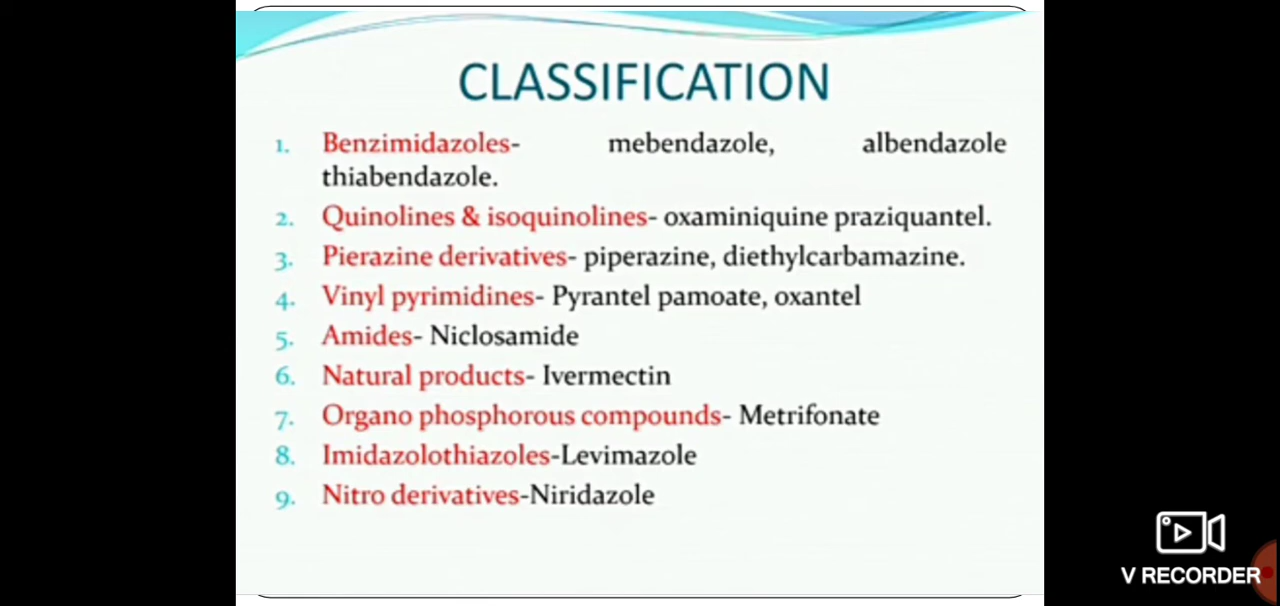 CLASSIFICATION
1. Benzimidazoles- mebendazole, albendazole
thiabendazole.
2. Quinolines & isoquinolines- oxaminiquine praziquantel.
3. Pierazine derivatives- piperazine, diethylcarbamazine.
4. Vinyl pyrimidines- Pyrantel pamoate, oxantel
5. Amides- Niclosamide
6. Natural products- Ivermectin
7. Organo phosphorous compounds- Metrifonate
8. Imidazolothiazoles-Levimazole
9. Nitro derivatives-Niridazole
V RECORDER